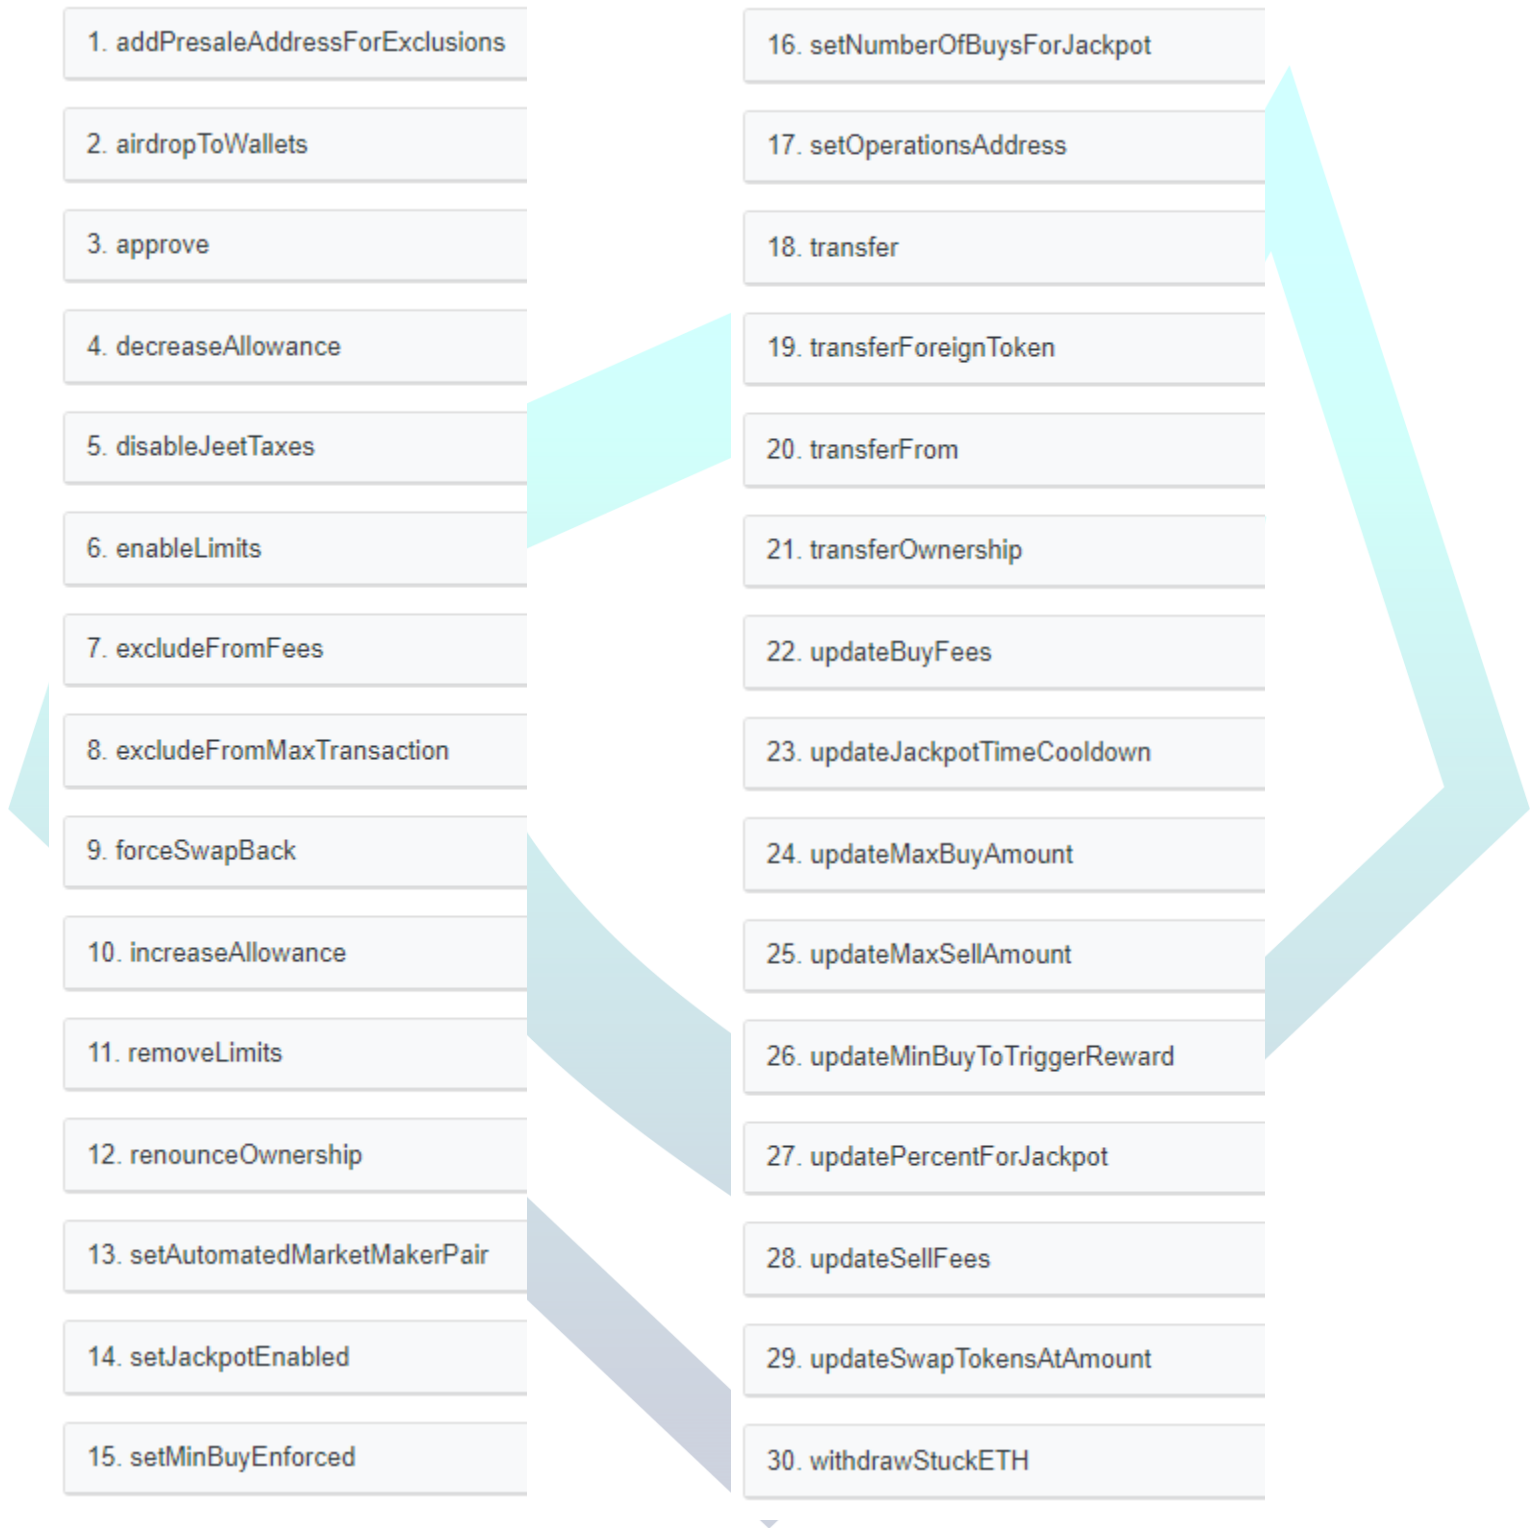 1. addPresaleAddressForExclusions
2. airdropToWallets
3. approve
4. decreaseAllowance
5. disableJeetTaxes
6. enableLimits
7. excludeFromFees
8. excludeFromMaxTransaction
9. forceSwapBack
10. increaseAllowance
11. removeLimits
12. renounceOwnership
13. setAutomatedMarketMakerPair
14. setJackpotEnabled
15. setMinBuyEnforced
16. setNumberOfBuysForJackpot
17. setOperationsAddress
18. transfer
19. transferForeignToken
20. transferFrom
21. transferOwnership
22. updateBuyFees
23. updateJackpotTimeCooldown
24. updateMaxBuyAmount
25. updateMaxSellAmount
26. updateMinBuyToTriggerReward
27. updatePercentForJackpot
28. updateSellFees
29. updateSwapTokensAtAmount
30. withdrawStuckETH